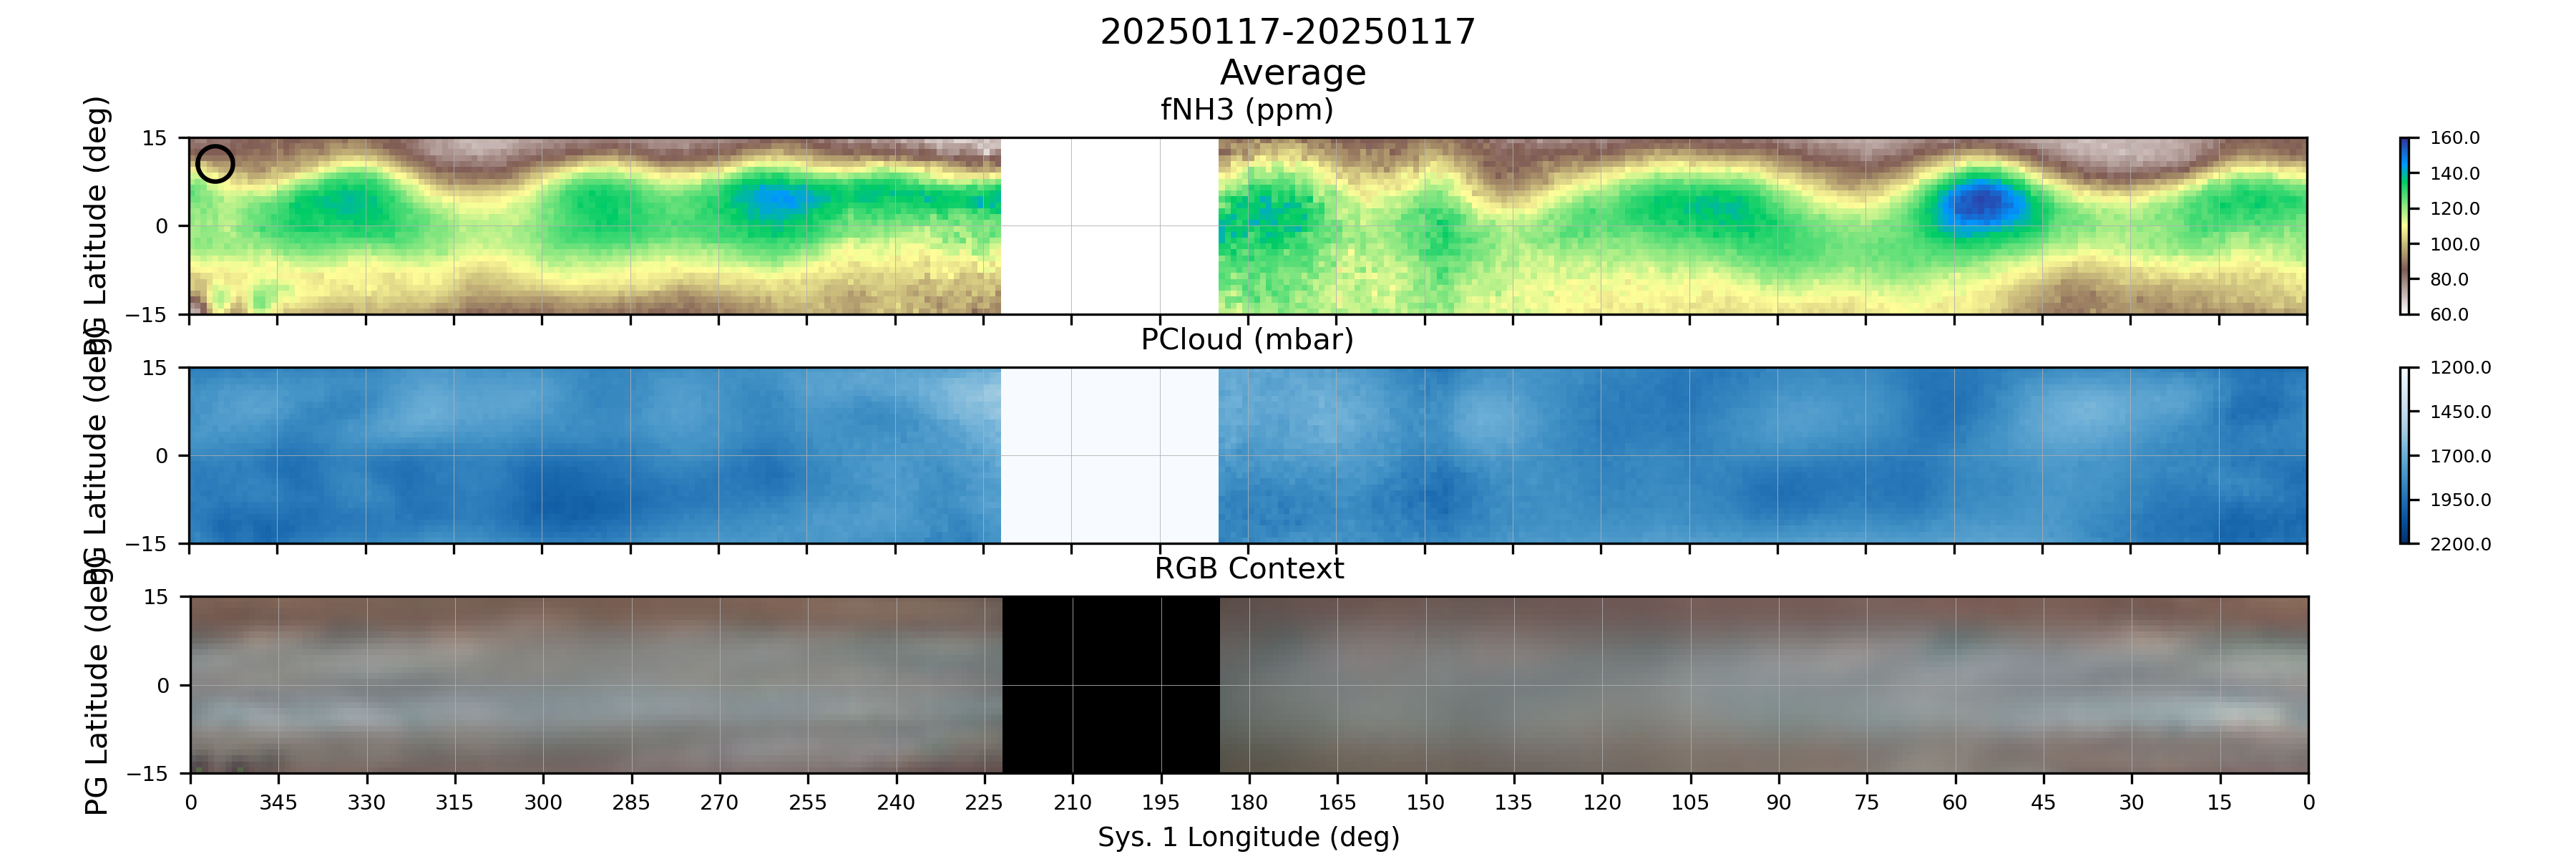 20250117-20250117
Average
fNH3 (ppm)
PG Latitude (deg)
15
0
−15
160.0
140.0
120.0
100.0
80.0
60.0
PCloud (mbar)
PG Latitude (deg)
15
0
−15
1200.0
1450.0
1700.0
1950.0
2200.0
RGB Context
PG Latitude (deg)
15
0
−15
0 345 330 315 300 285 270 255 240 225 210 195 180 165 150 135 120 105 90 75 60 45 30 15 0
Sys. 1 Longitude (deg)